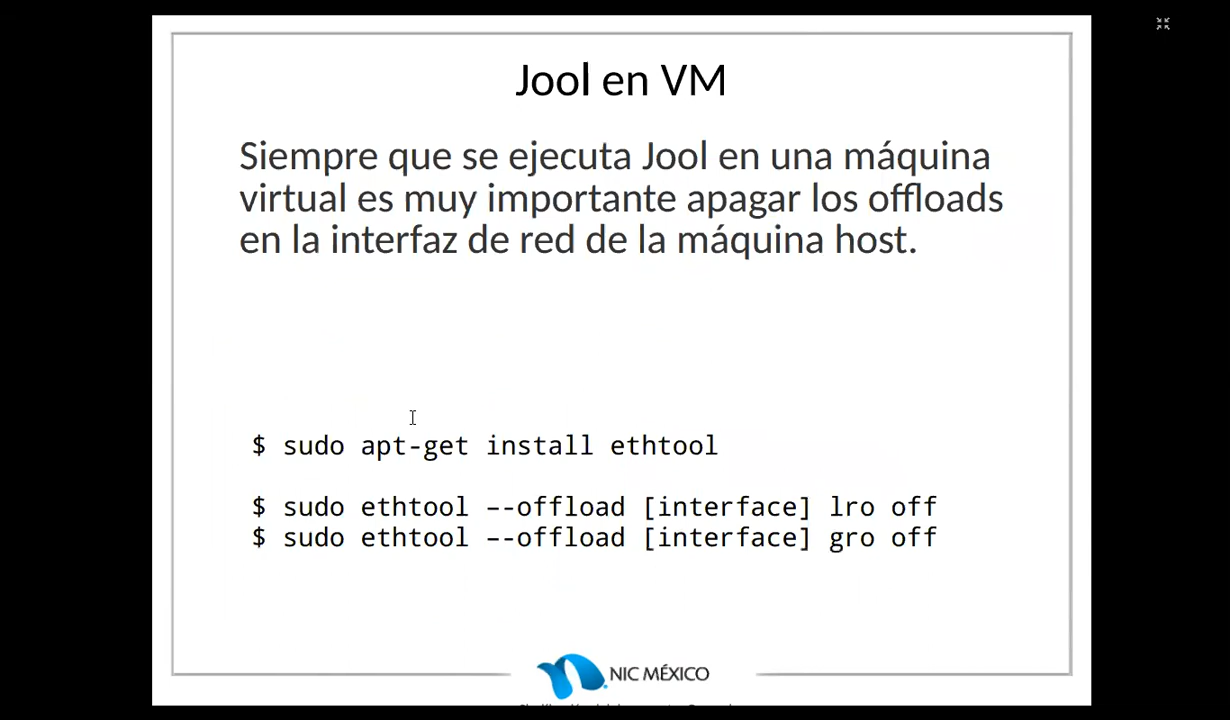 Jool en VM
Siempre que se ejecuta Jool en una máquina
virtual es muy importante apagar los offloads
en la interfaz de red de la máquina host.
$ sudo apt-get install ethtool
$ sudo ethtool --offload [interface] lro off
$ sudo ethtool --offload [interface] gro off
NIC MÉXICO